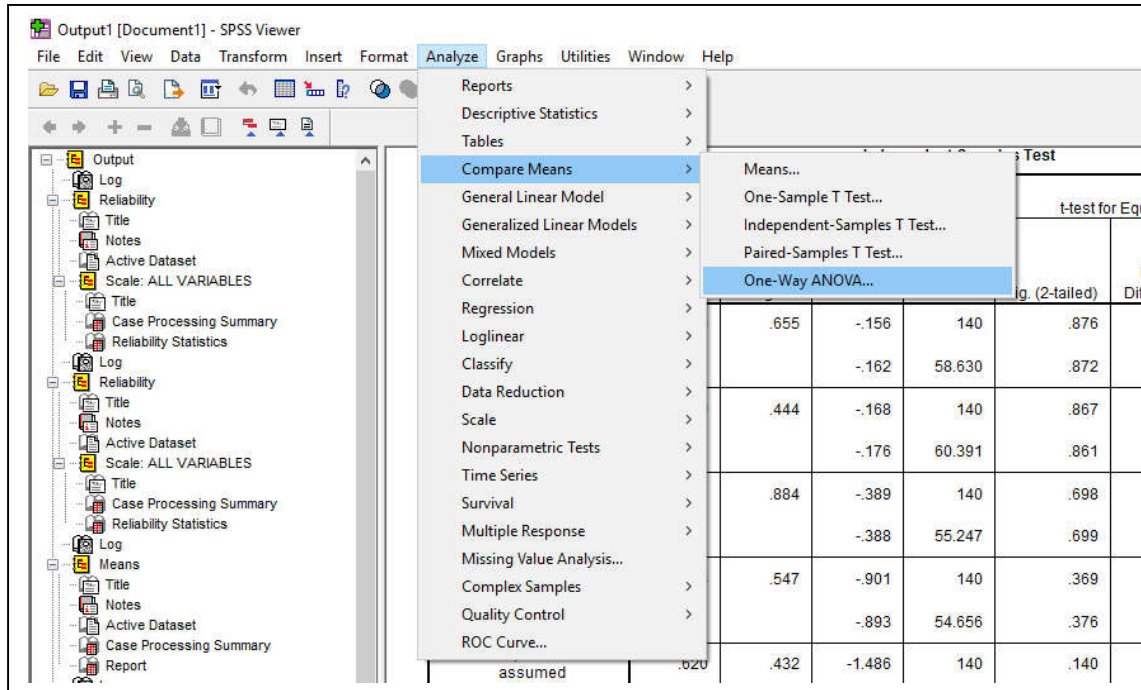 Output1 [Document1] - SPSS Viewer
File Edit View Data Transform Insert Format Analyze Graphs Utilities Window Help
Output
Log
Reliability
Title
Notes
Active Dataset
Scale: ALL VARIABLES
Title
Case Processing Summary
Reliability Statistics
Log
Reliability
Title
Notes
Active Dataset
Scale: ALL VARIABLES
Title
Case Processing Summary
Reliability Statistics
Log
Means
Title
Notes
Active Dataset
Case Processing Summary
Report
Reports
Descriptive Statistics
Tables
Compare Means
General Linear Model
Generalized Linear Models
Mixed Models
Correlate
Regression
Loglinear
Classify
Data Reduction
Scale
Nonparametric Tests
Time Series
Survival
Multiple Response
Missing Value Analysis...
Complex Samples
Quality Control
ROC Curve...
Means...
One-Sample T Test...
Independent-Samples T Test...
Paired-Samples T Test...
One-Way ANOVA...
Test
t-test for
(2-tailed)
.655 -.156 140 .876
-.162 58.630 .872
.444 -.168 140 .867
-.176 60.391 .861
.884 -.389 140 .698
-.388 55.247 .699
.547 -.901 140 .369
-.893 54.656 .376
assumed .620 .432 -1.486 140 .140